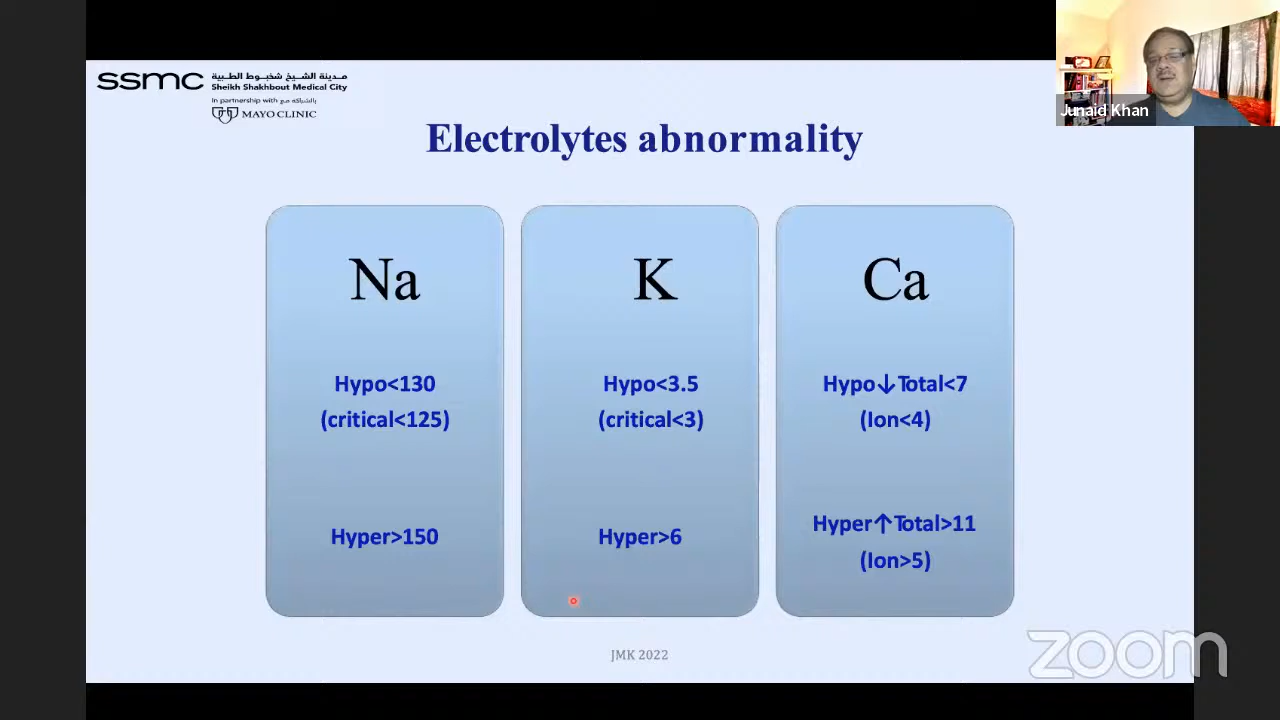 SSMC
مدينة الشيخ شخبوط الطبية
Sheikh Shakhbout Medical City
In partnership with بالشراكة مع
MAYO CLINIC
Junaid Khan
Electrolytes abnormality
Na
Hypo<130
(critical<125)
Hyper>150
K
Hypo<3.5
(critical<3)
Hyper>6
Ca
Hypo↓Total<7
(Ion<4)
Hyper↑Total>11
(Ion>5)
JMK 2022
zoom